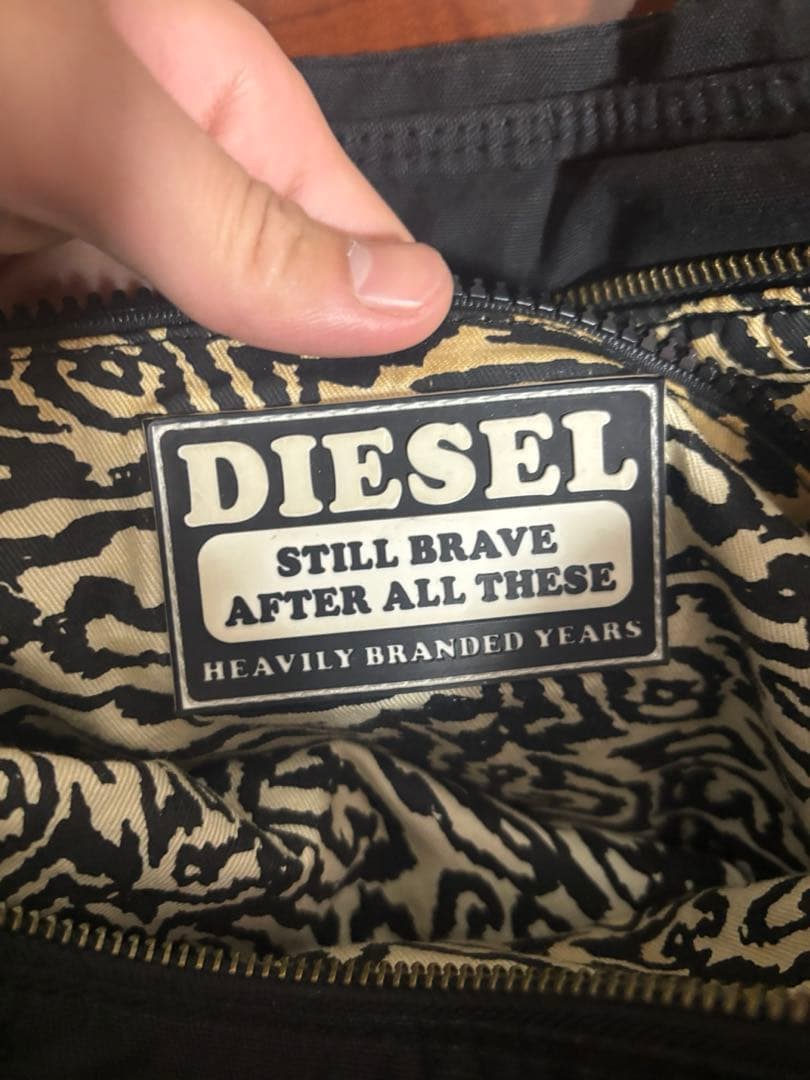 DIESEL
STILL BRAVE
AFTER ALL THESE
HEAVILY BRANDED YEARS